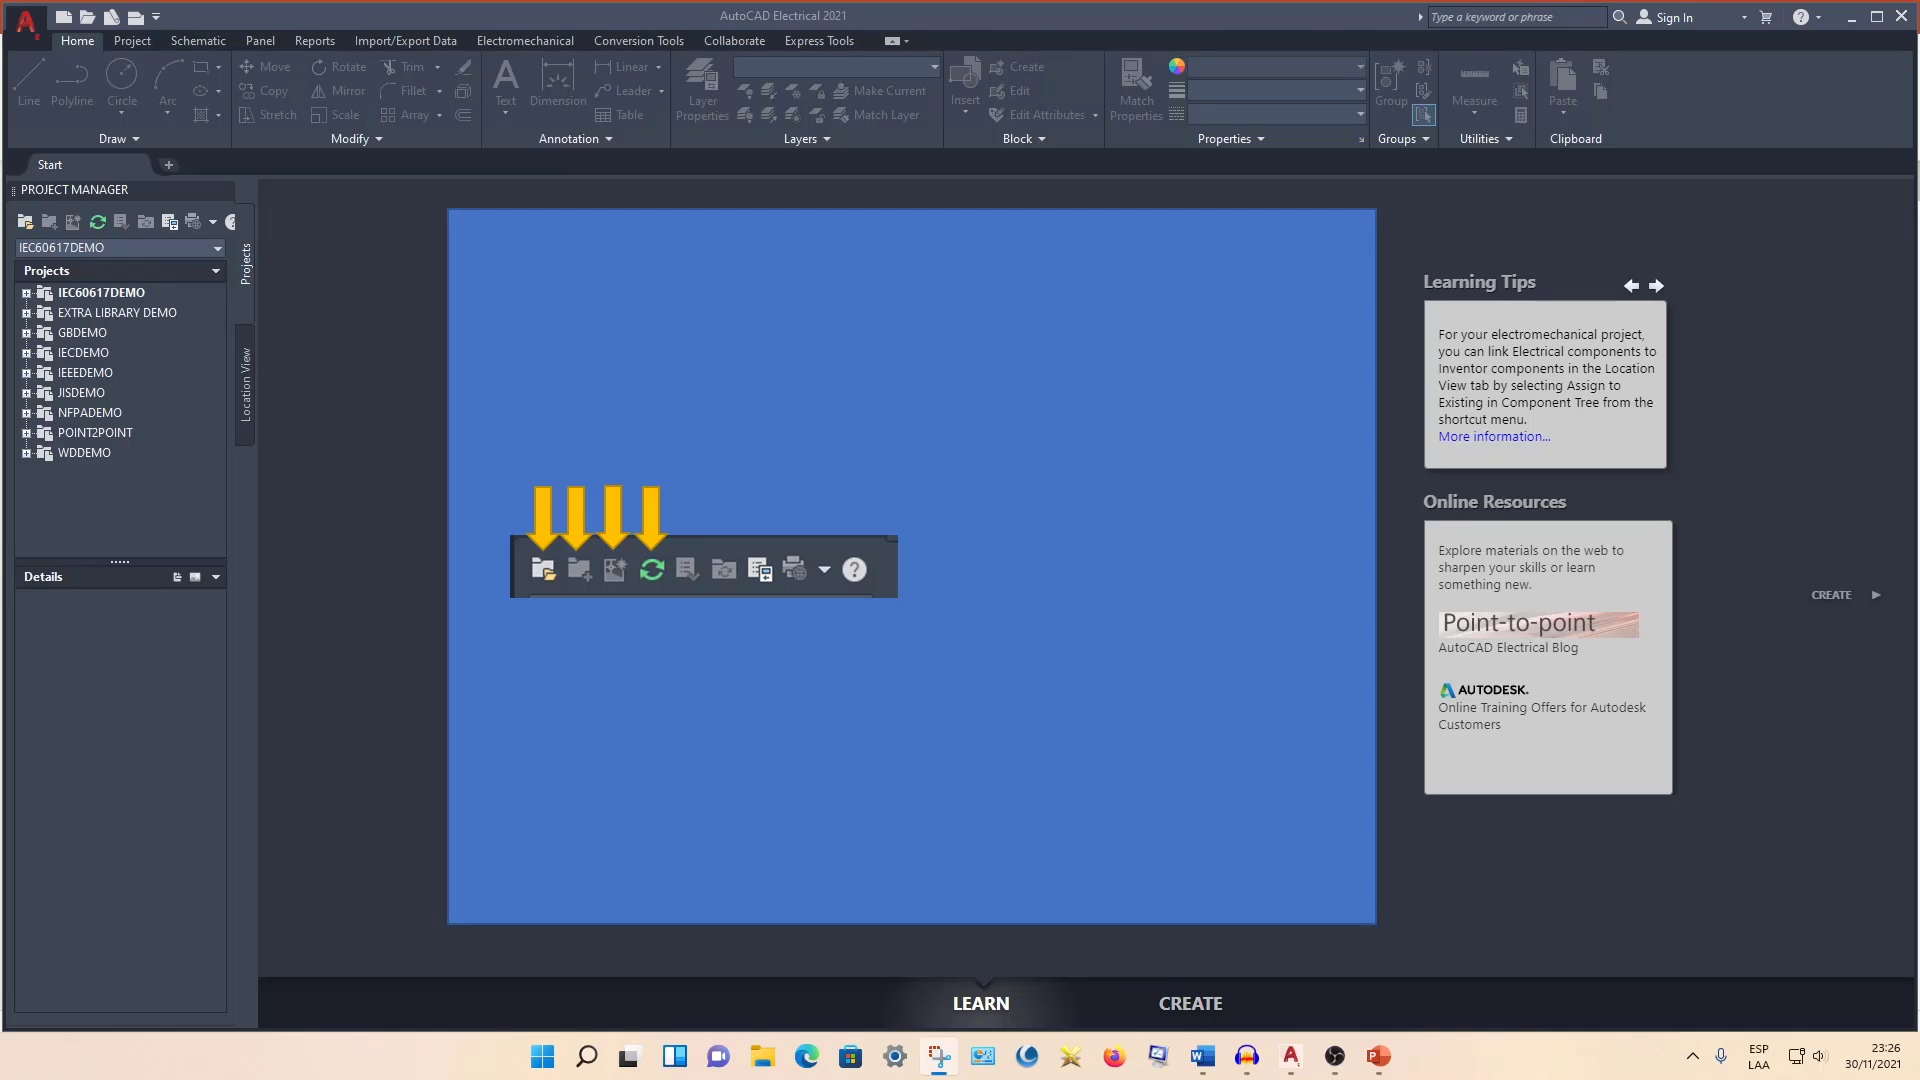 AutoCAD Electrical 2021
Type a keyword or phrase
Sign In
Home Project Schematic Panel Reports Import/Export Data Electromechanical Conversion Tools Collaborate Express Tools
Line Polyline Circle Arc
Move Rotate Trim
Copy Mirror Fillet
Stretch Scale Array
Text Dimension
Linear
Leader
Table
Layer Properties
Make Current
Match Layer
Insert
Create
Edit
Edit Attributes
Match Properties
Group
Measure
Paste
Draw Modify Annotation Layers Block Properties Groups Utilities Clipboard
Start
PROJECT MANAGER
IEC60617DEMO
Projects
IEC60617DEMO
EXTRA LIBRARY DEMO
GBDEMO
IECDEMO
IEEEDEMO
JISDEMO
NFPADEMO
POINT2POINT
WDDEMO
Projects
Location View
Details
Learning Tips
For your electromechanical project,
you can link Electrical components to
Inventor components in the Location
View tab by selecting Assign to
Existing in Component Tree from the
shortcut menu.
More information...
Online Resources
Explore materials on the web to
sharpen your skills or learn
something new.
Point-to-point
AutoCAD Electrical Blog
AUTODESK.
Online Training Offers for Autodesk
Customers
CREATE
LEARN CREATE
ESP
LAA
23:26
30/11/2021